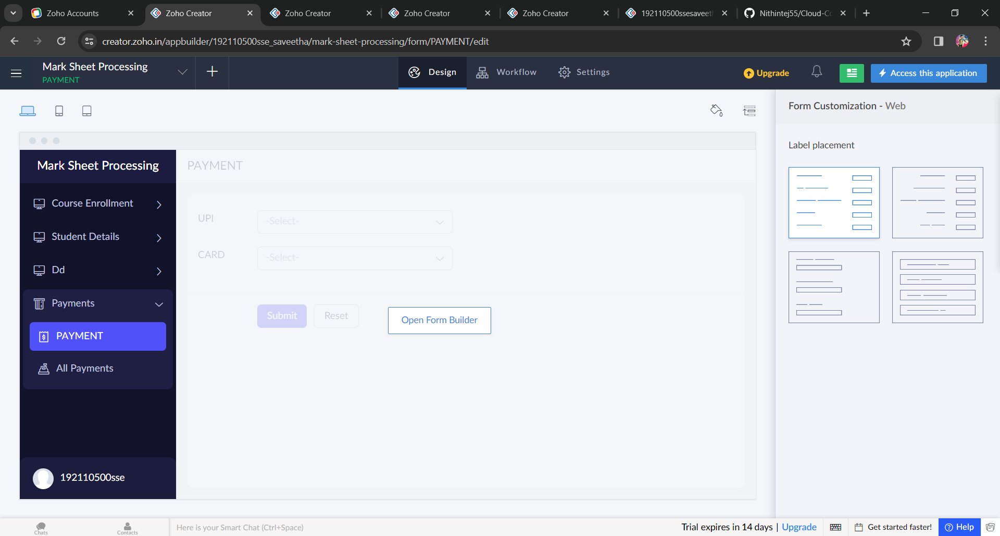 Zoho Accounts
Zoho Creator
Zoho Creator
Zoho Creator
Zoho Creator
192110500ssesaveet
Nithintej55/Cloud-Co
creator.zoho.in/appbuilder/192110500sse_saveetha/mark-sheet-processing/form/PAYMENT/edit
Mark Sheet Processing
PAYMENT
Design
Workflow
Settings
Upgrade
Access this application
Form Customization - Web
Label placement
Mark Sheet Processing
Course Enrollment
Student Details
Dd
Payments
PAYMENT
All Payments
192110500sse
PAYMENT
UPI
-Select-
CARD
-Select-
Submit
Reset
Open Form Builder
Chats
Contacts
Here is your Smart Chat (Ctrl+Space)
Trial expires in 14 days | Upgrade
Get started faster!
Help